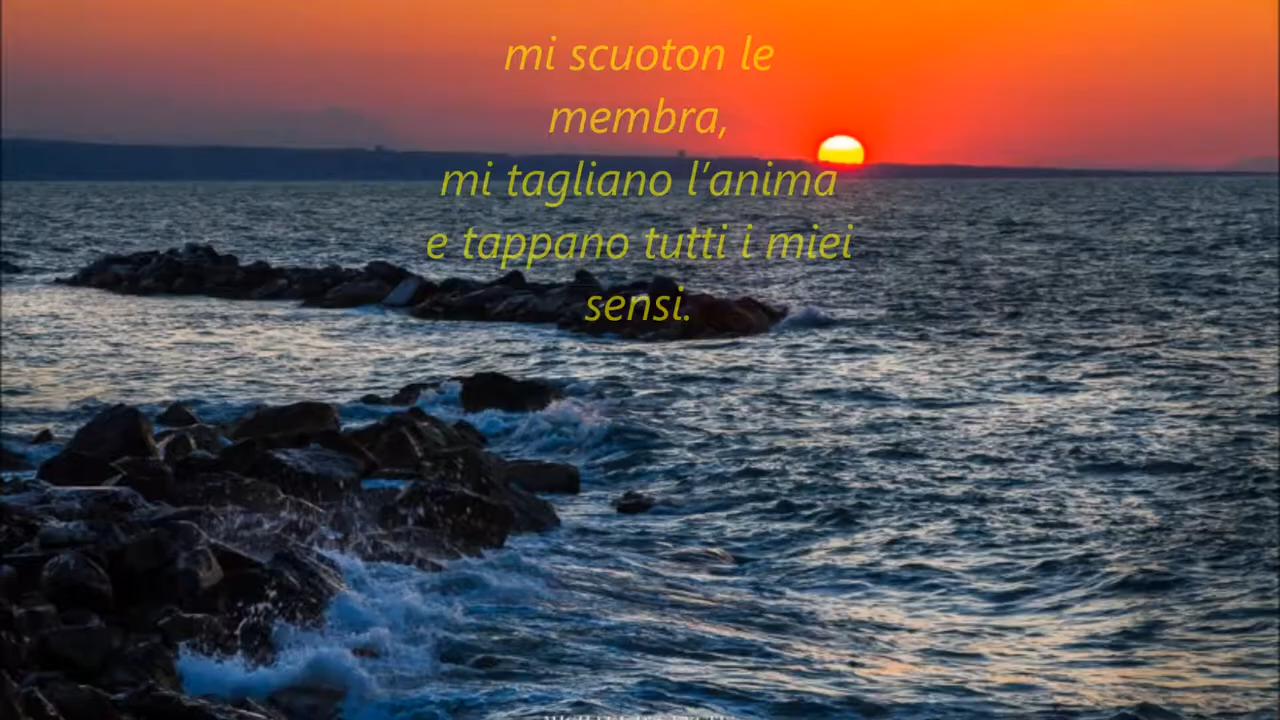 mi scuoton le
membra,
mi tagliano l'anima
e tappano tutti i miei
sensi.